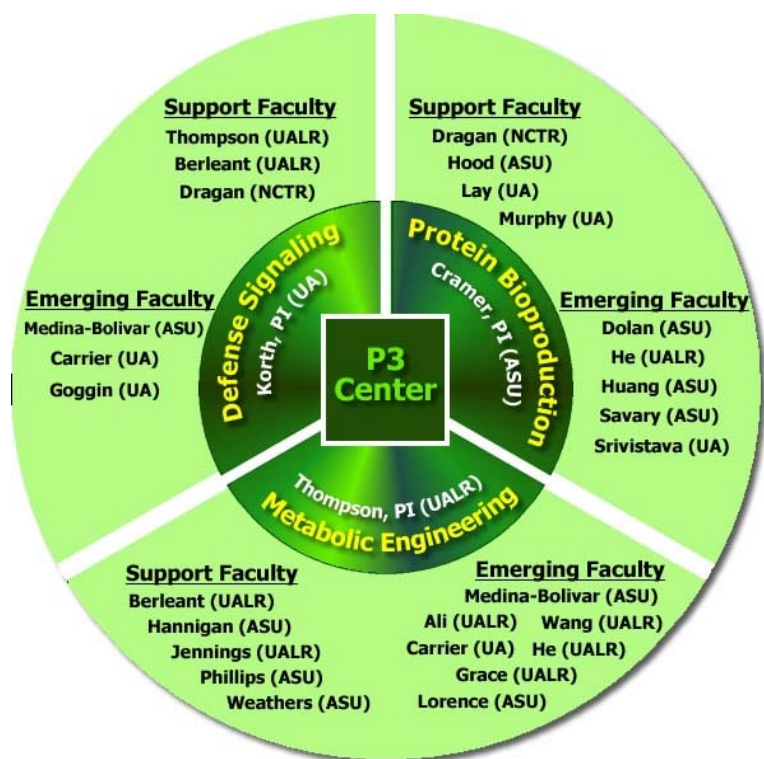 Support Faculty
Thompson (UALR)
Berleant (UALR)
Dragan (NCTR)
Emerging Faculty
Medina-Bolivar (ASU)
Carrier (UA)
Goggin (UA)
Defense Signaling
Korth, PI (UA)
Support Faculty
Dragan (NCTR)
Hood (ASU)
Lay (UA)
Murphy (UA)
Protein Bioproduction
Cramer, PI (ASU)
Emerging Faculty
Dolan (ASU)
He (UALR)
Huang (ASU)
Savary (ASU)
Srivistava (UA)
P3
Center
Thompson, PI (UALR)
Metabolic Engineering
Support Faculty
Berleant (UALR)
Hannigan (ASU)
Jennings (UALR)
Phillips (ASU)
Weathers (ASU)
Emerging Faculty
Medina-Bolivar (ASU)
Ali (UALR) Wang (UALR)
Carrier (UA) He (UALR)
Grace (UALR)
Lorence (ASU)